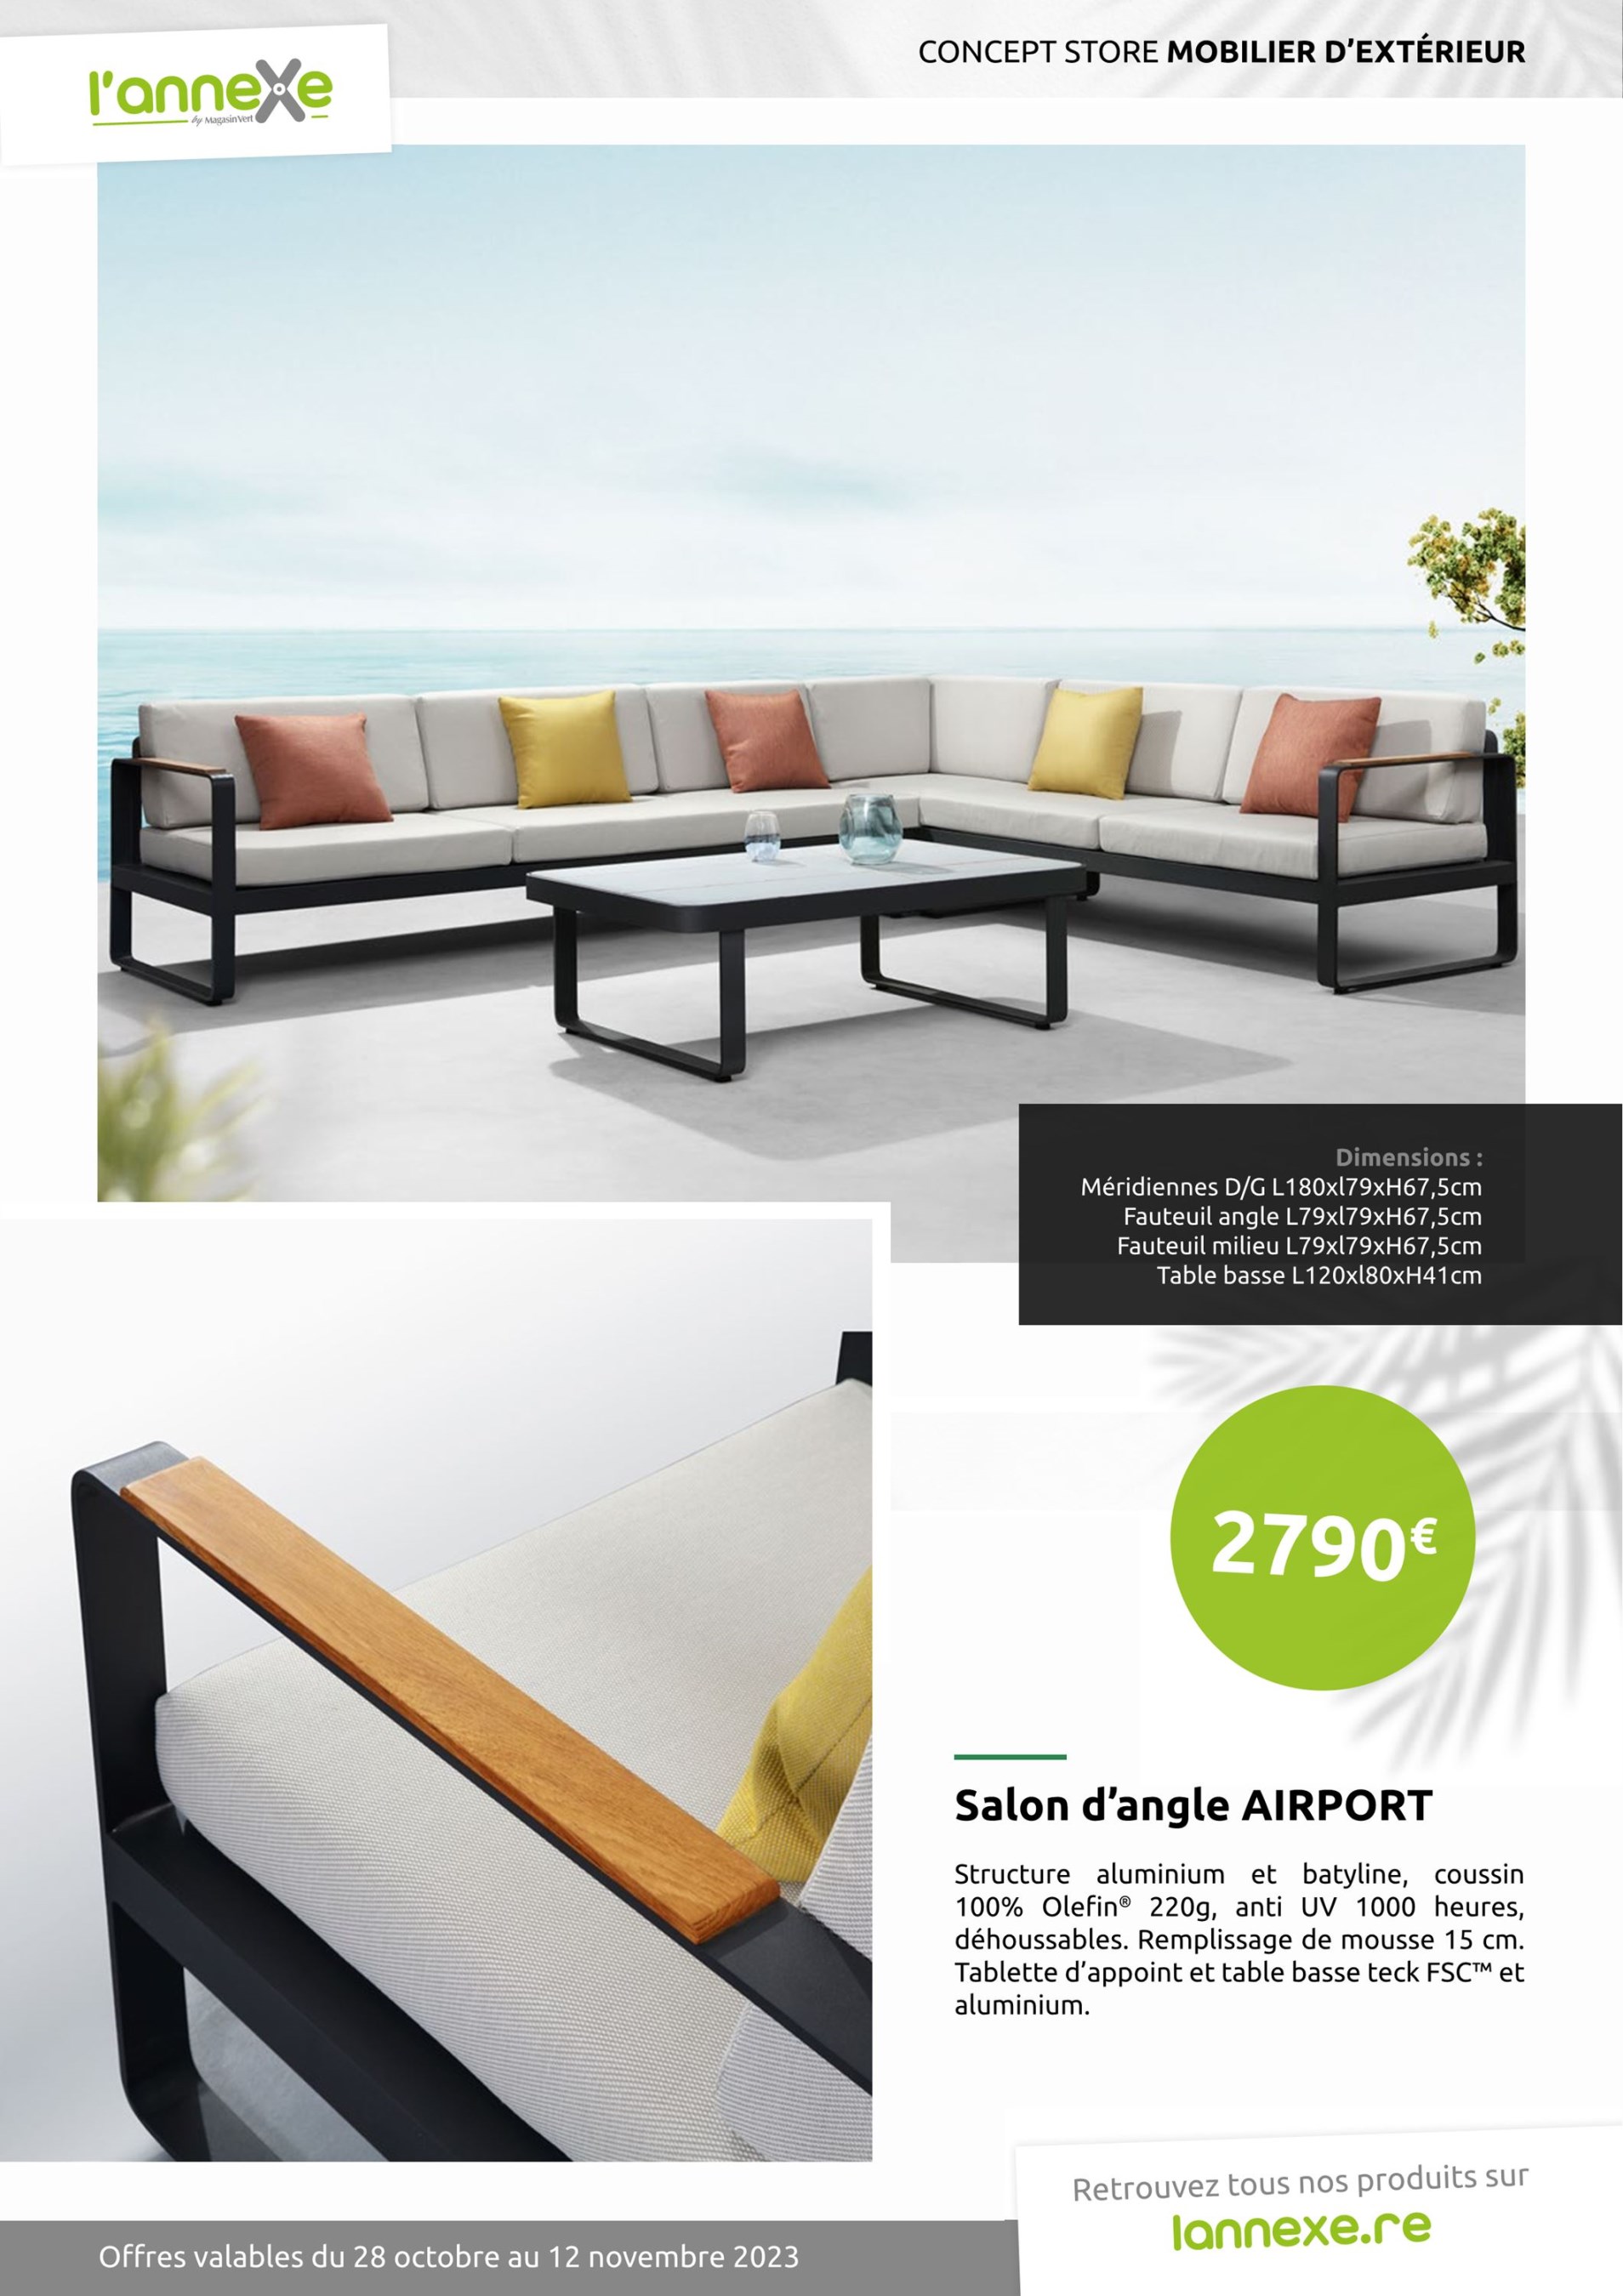 l'annexe
by MagasinVert
CONCEPT STORE MOBILIER D'EXTÉRIEUR
Dimensions :
Méridiennes D/G L180xl79xH67,5cm
Fauteuil angle L79xl79xH67,5cm
Fauteuil milieu L79xl79xH67,5cm
Table basse L120xl80xH41cm
2790€
Salon d'angle AIRPORT
Structure aluminium et batyline, coussin
100% Olefin® 220g, anti UV 1000 heures,
déhoussables. Remplissage de mousse 15 cm.
Tablette d'appoint et table basse teck FSC™ et
aluminium.
Retrouvez tous nos produits sur
lannexe.re
Offres valables du 28 octobre au 12 novembre 2023